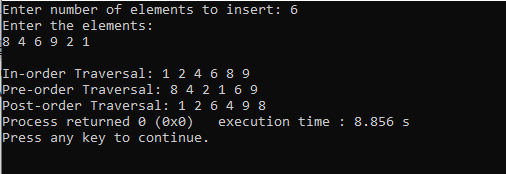 Enter number of elements to insert: 6
Enter the elements:
8 4 6 9 2 1
In-order Traversal: 1 2 4 6 8 9
Pre-order Traversal: 8 4 2 1 6 9
Post-order Traversal: 1 2 6 4 9 8
Process returned 0 (0x0)   execution time : 8.856 s
Press any key to continue.